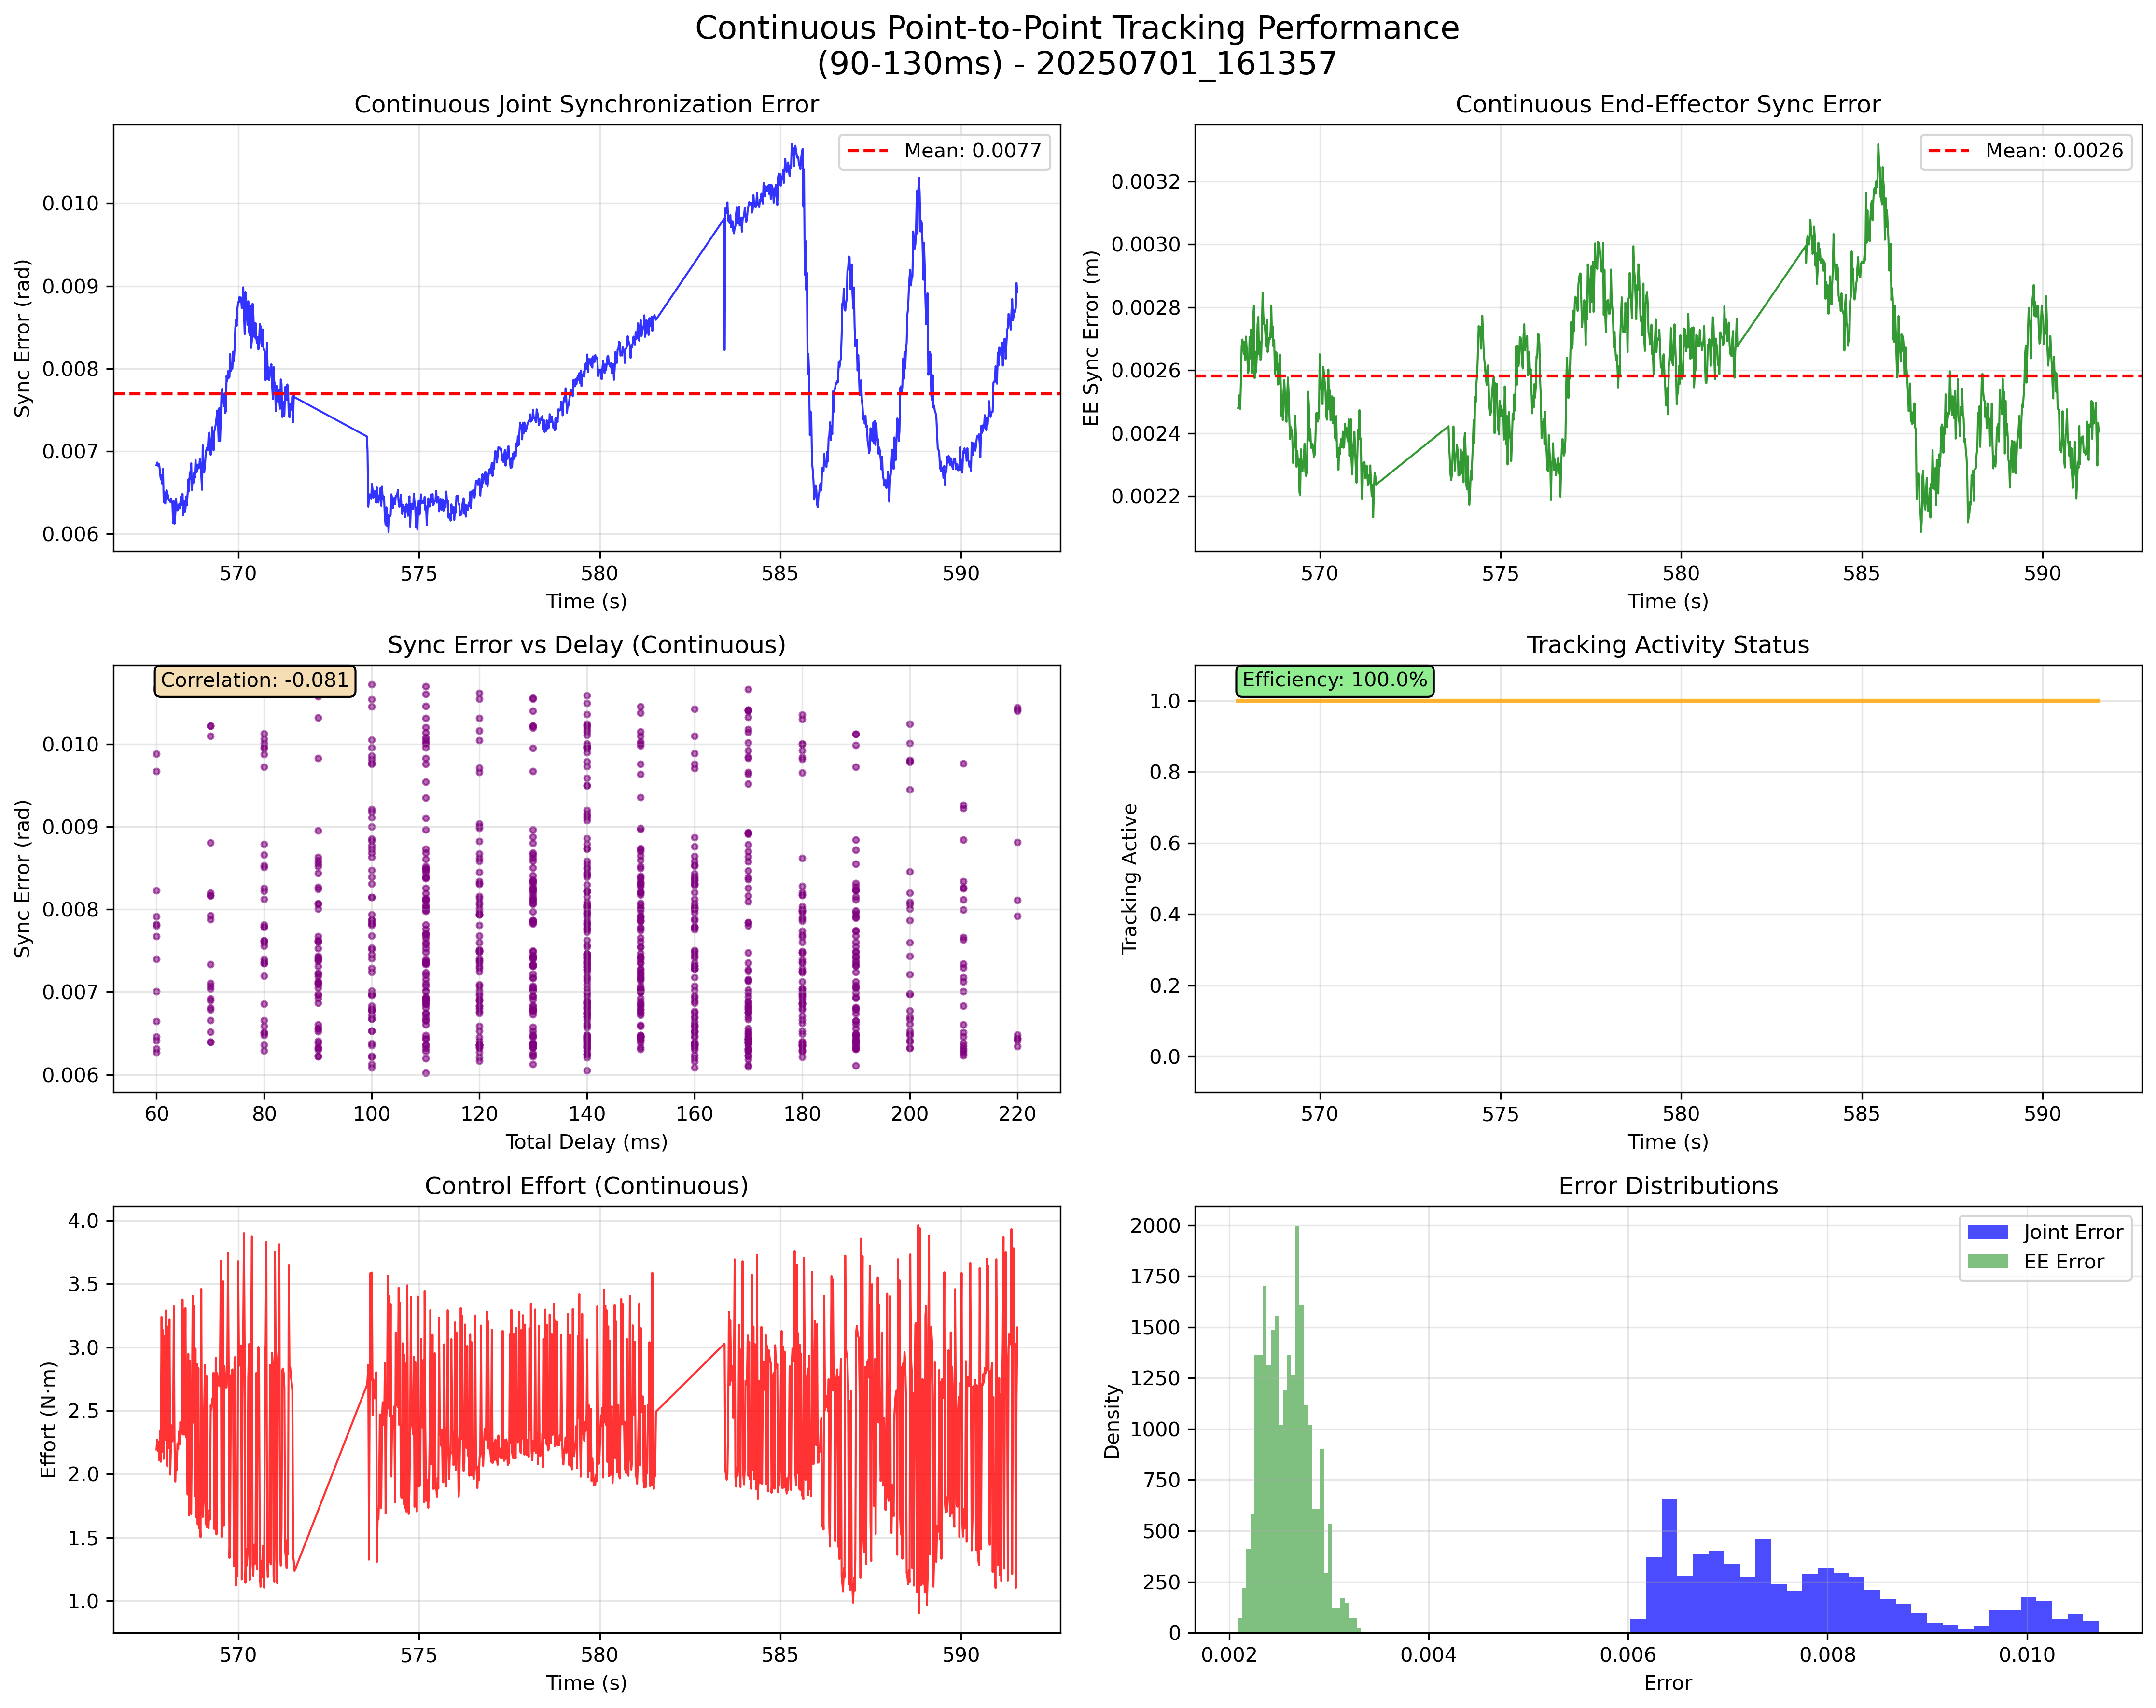 Continuous Point-to-Point Tracking Performance
(90-130ms) - 20250701_161357
Continuous Joint Synchronization Error
Sync Error (rad)
0.010
0.009
0.008
0.007
0.006
Mean: 0.0077
570 575 580 585 590
Time (s)
Continuous End-Effector Sync Error
EE Sync Error (m)
0.0032
0.0030
0.0028
0.0026
0.0024
0.0022
Mean: 0.0026
570 575 580 585 590
Time (s)
Sync Error vs Delay (Continuous)
Correlation: -0.081
Sync Error (rad)
0.010
0.009
0.008
0.007
0.006
60 80 100 120 140 160 180 200 220
Total Delay (ms)
Tracking Activity Status
Efficiency: 100.0%
Tracking Active
1.0
0.8
0.6
0.4
0.2
0.0
570 575 580 585 590
Time (s)
Control Effort (Continuous)
Effort (N·m)
4.0
3.5
3.0
2.5
2.0
1.5
1.0
570 575 580 585 590
Time (s)
Error Distributions
Density
2000
1750
1500
1250
1000
750
500
250
0
Joint Error
EE Error
0.002 0.004 0.006 0.008 0.010
Error